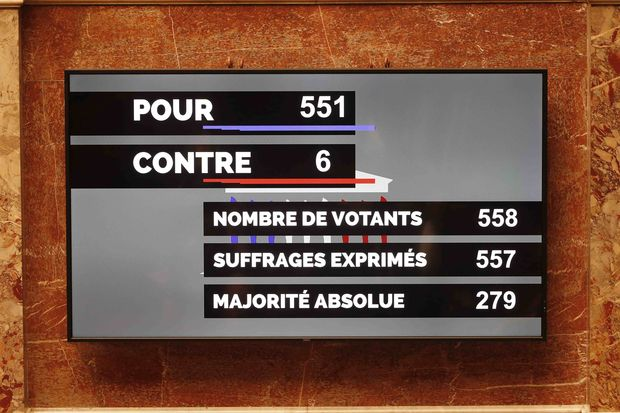 POUR 551
CONTRE 6
NOMBRE DE VOTANTS 558
SUFFRAGES EXPRIMÉS 557
MAJORITÉ ABSOLUE 279